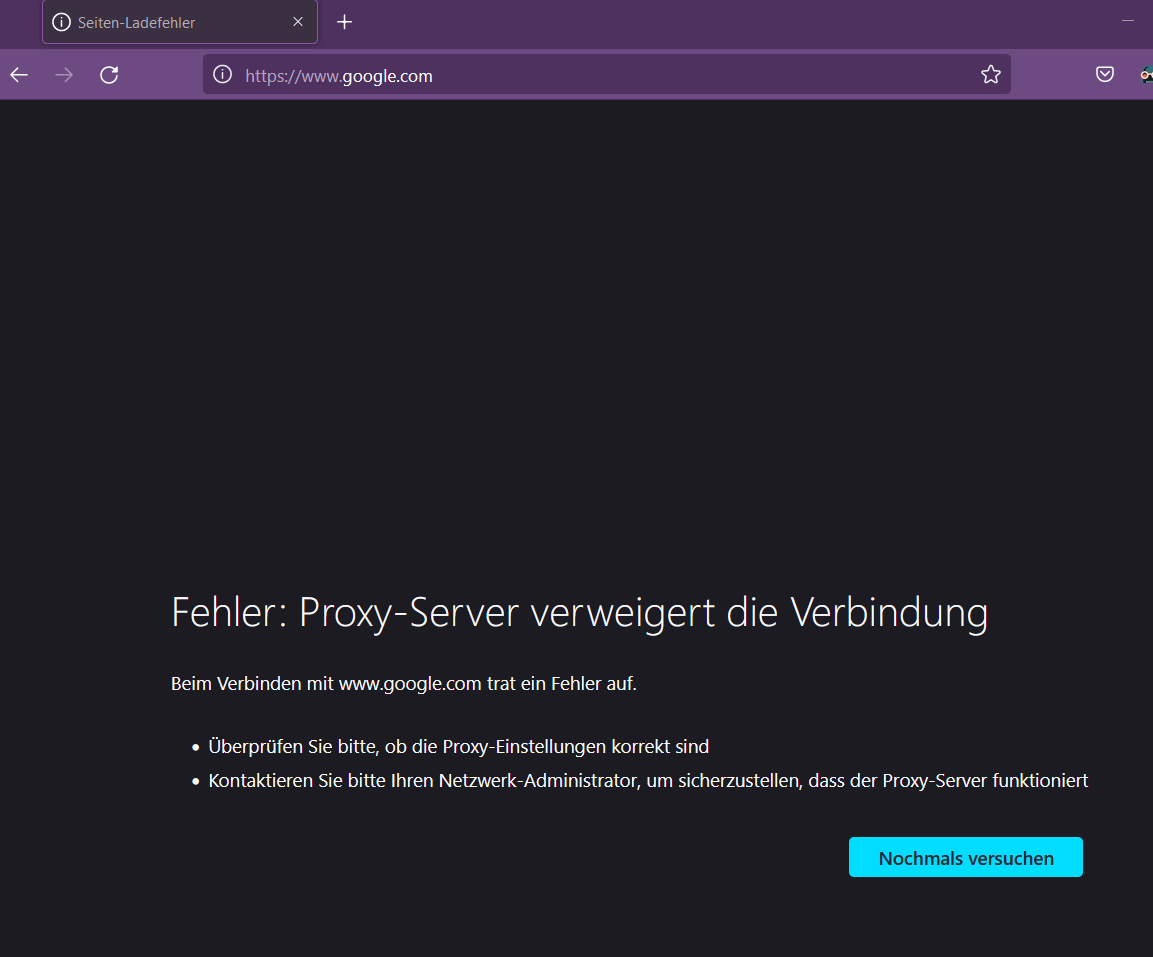 Seiten-Ladefehler
https://www.google.com
Fehler: Proxy-Server verweigert die Verbindung
Beim Verbinden mit www.google.com trat ein Fehler auf.
• Überprüfen Sie bitte, ob die Proxy-Einstellungen korrekt sind
• Kontaktieren Sie bitte Ihren Netzwerk-Administrator, um sicherzustellen, dass der Proxy-Server funktioniert
Nochmals versuchen